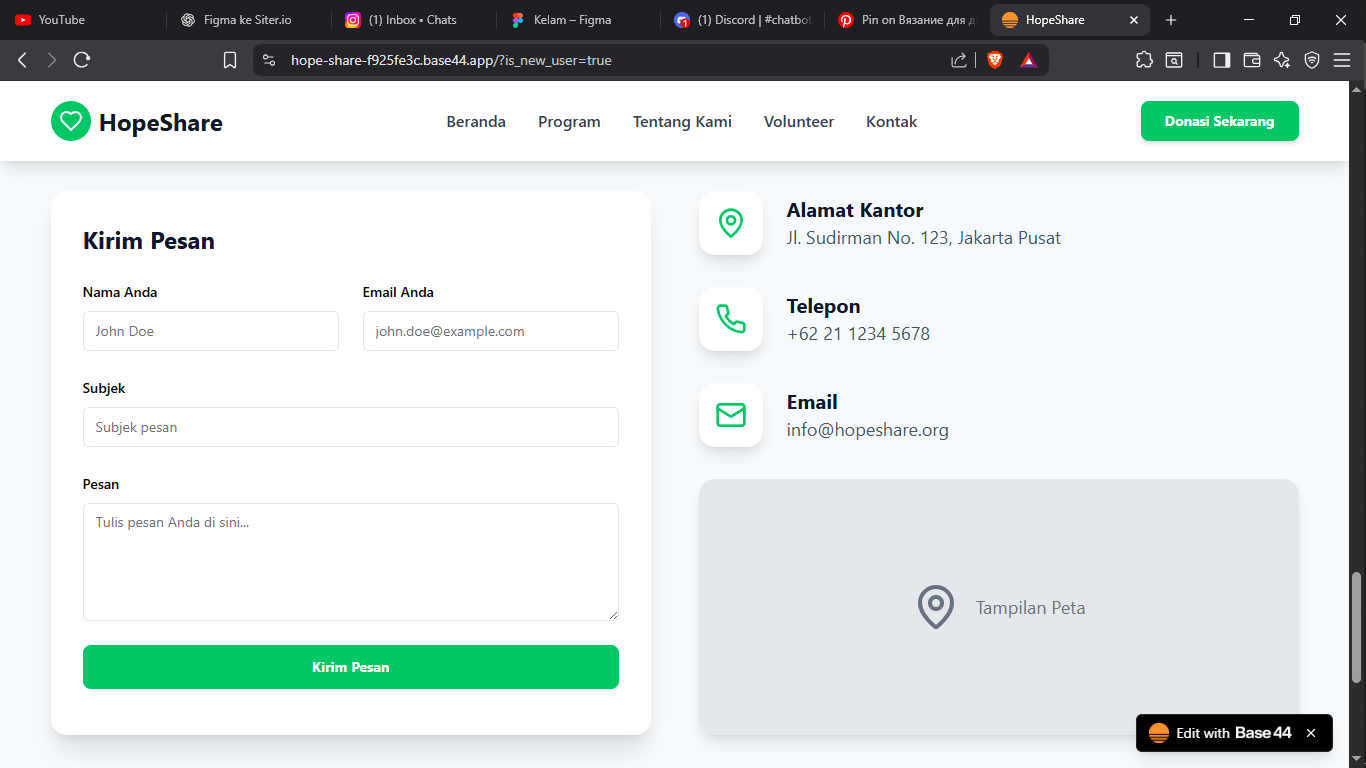 YouTube
Figma ke Siter.io
(1) Inbox • Chats
Kelam – Figma
(1) Discord | #chatbo
Pin on Вязание для д
HopeShare
hope-share-f925fe3c.base44.app/?is_new_user=true
HopeShare
Beranda
Program
Tentang Kami
Volunteer
Kontak
Donasi Sekarang
Kirim Pesan
Nama Anda
Email Anda
John Doe
john.doe@example.com
Subjek
Subjek pesan
Pesan
Tulis pesan Anda di sini...
Kirim Pesan
Alamat Kantor
Jl. Sudirman No. 123, Jakarta Pusat
Telepon
+62 21 1234 5678
Email
info@hopeshare.org
Tampilan Peta
Edit with Base44